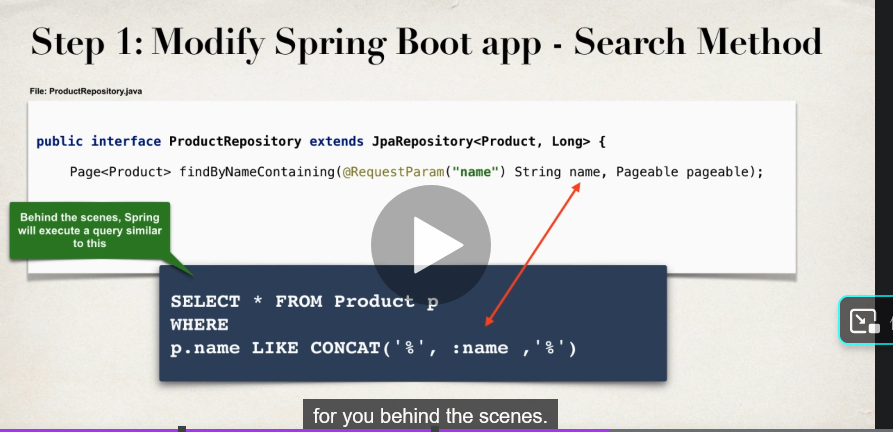 Step 1: Modify Spring Boot app - Search Method
File: ProductRepository.java
public interface ProductRepository extends JpaRepository<Product, Long> {
Page<Product> findByNameContaining(@RequestParam("name") String name, Pageable pageable);
Behind the scenes, Spring
will execute a query similar
to this
SELECT * FROM Product p
WHERE
p.name LIKE CONCAT('%', :name ,'%')
for you behind the scenes.